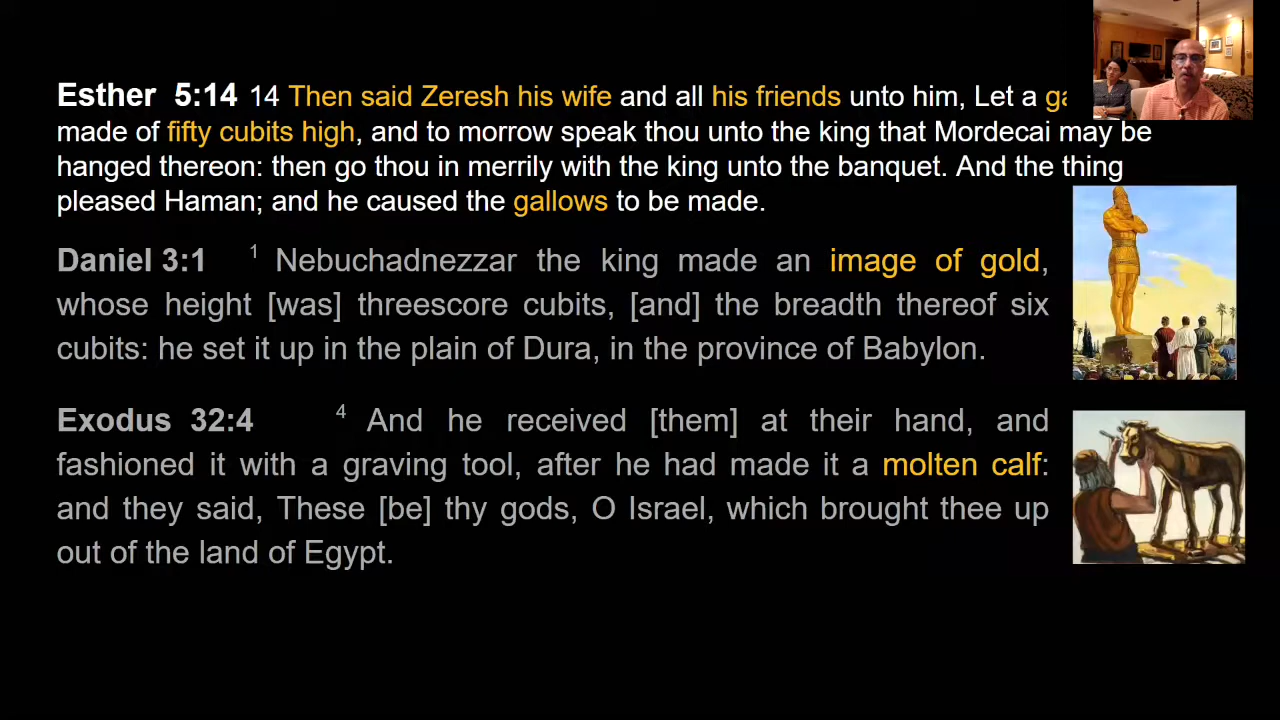 Esther 5:14 14 Then said Zeresh his wife and all his friends unto him, Let a
made of fifty cubits high, and to morrow speak thou unto the king that Mordecai may be
hanged thereon: then go thou in merrily with the king unto the banquet. And the thing
pleased Haman; and he caused the gallows to be made.
Daniel 3:1 1 Nebuchadnezzar the king made an image of gold,
whose height [was] threescore cubits, [and] the breadth thereof six
cubits: he set it up in the plain of Dura, in the province of Babylon.
Exodus 32:4 4 And he received [them] at their hand, and
fashioned it with a graving tool, after he had made it a molten calf:
and they said, These [be] thy gods, O Israel, which brought thee up
out of the land of Egypt.